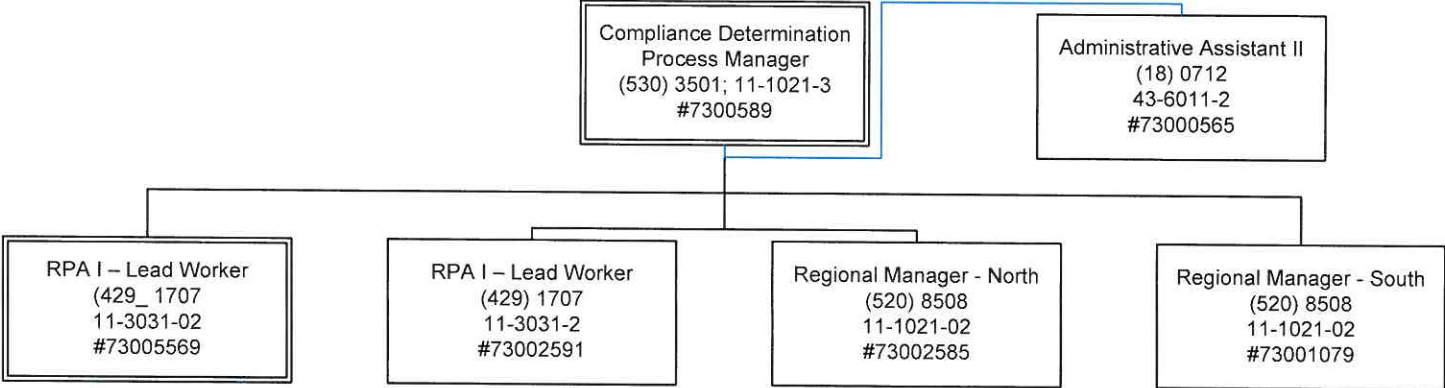 Compliance Determination
Process Manager
(530) 3501; 11-1021-3
#7300589
Administrative Assistant II
(18) 0712
43-6011-2
#73000565
RPA I – Lead Worker
(429_ 1707
11-3031-02
#73005569
RPA I – Lead Worker
(429) 1707
11-3031-2
#73002591
Regional Manager - North
(520) 8508
11-1021-02
#73002585
Regional Manager - South
(520) 8508
11-1021-02
#73001079